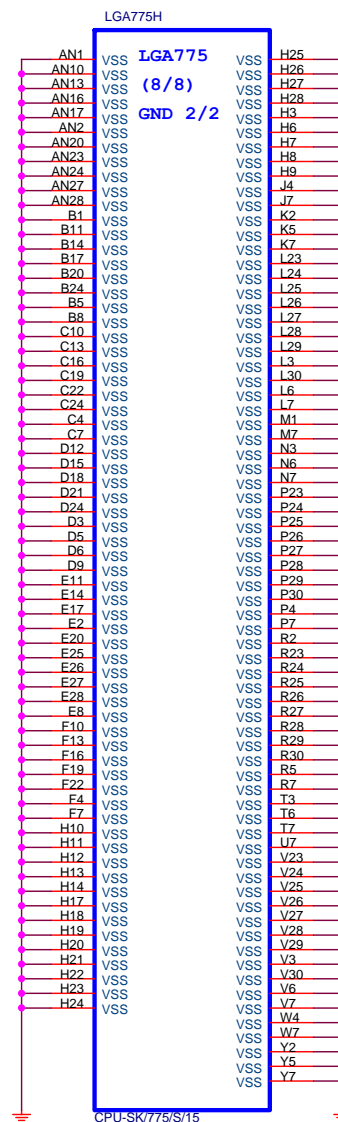 LGA775H
AN1 VSS LGA775 VSS H25
AN10 VSS VSS H26
AN13 VSS (8/8) VSS H27
AN16 VSS VSS H28
AN17 VSS GND 2/2 VSS H3
AN2 VSS VSS H6
AN20 VSS VSS H7
AN23 VSS VSS H8
AN24 VSS VSS H9
AN27 VSS VSS J4
AN28 VSS VSS J7
B1 VSS VSS K2
B11 VSS VSS K5
B14 VSS VSS K7
B17 VSS VSS L23
B20 VSS VSS L24
B24 VSS VSS L25
B5 VSS VSS L26
B8 VSS VSS L27
C10 VSS VSS L28
C13 VSS VSS L29
C16 VSS VSS L3
C19 VSS VSS L30
C22 VSS VSS L6
C24 VSS VSS L7
C4 VSS VSS M1
C7 VSS VSS M7
D12 VSS VSS N3
D15 VSS VSS N6
D18 VSS VSS N7
D21 VSS VSS P23
D24 VSS VSS P24
D3 VSS VSS P25
D5 VSS VSS P26
D6 VSS VSS P27
D9 VSS VSS P28
E11 VSS VSS P29
E14 VSS VSS P30
E17 VSS VSS P4
E2 VSS VSS P7
E20 VSS VSS R2
E25 VSS VSS R23
E26 VSS VSS R24
E27 VSS VSS R25
E28 VSS VSS R26
E8 VSS VSS R27
F10 VSS VSS R28
F13 VSS VSS R29
F16 VSS VSS R30
F19 VSS VSS R5
F22 VSS VSS R7
F4 VSS VSS T3
F7 VSS VSS T6
H10 VSS VSS T7
H11 VSS VSS U7
H12 VSS VSS V23
H13 VSS VSS V24
H14 VSS VSS V25
H17 VSS VSS V26
H18 VSS VSS V27
H19 VSS VSS V28
H20 VSS VSS V29
H21 VSS VSS V3
H22 VSS VSS V30
H23 VSS VSS V6
H24 VSS VSS V7
VSS W4
VSS W7
VSS Y2
VSS Y5
VSS Y7
CPU-SK/775/S/15